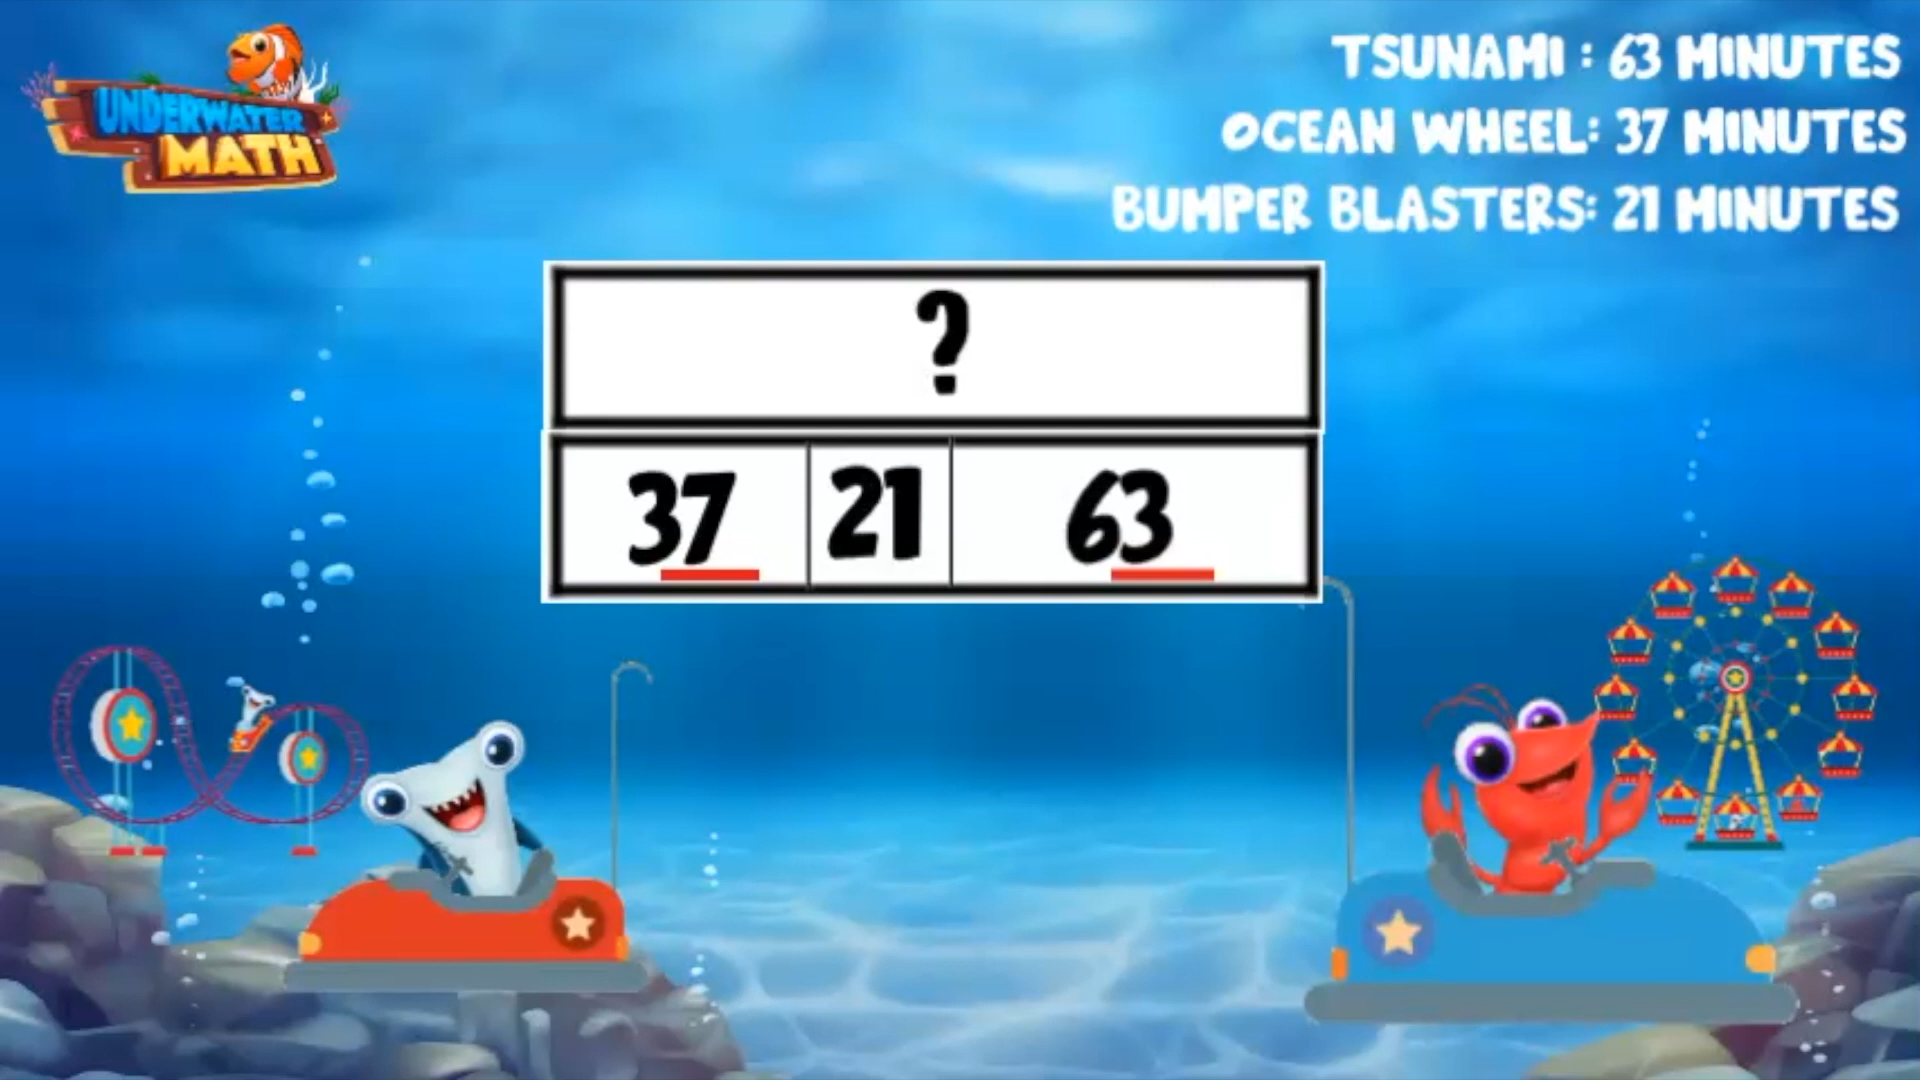 UNDERWATER
MATH
TSUNAMI : 63 MINUTES
OCEAN WHEEL: 37 MINUTES
BUMPER BLASTERS: 21 MINUTES
?
37 21 63